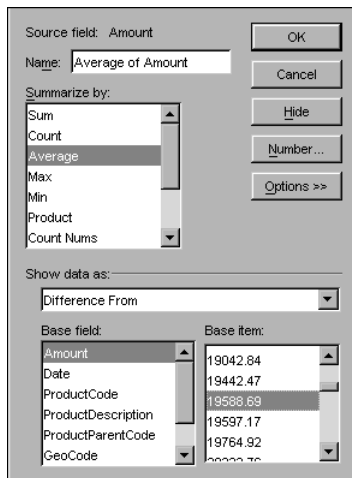 Source field: Amount
OK
Name: Average of Amount
Cancel
Summarize by:
Hide
Sum
Count
Average
Number...
Max
Min
Options >>
Product
Count Nums
Show data as:
Difference From
Base field:
Base item:
Amount
19042.84
Date
19442.47
ProductCode
19588.69
ProductDescription
19597.17
ProductParentCode
19764.92
GeoCode